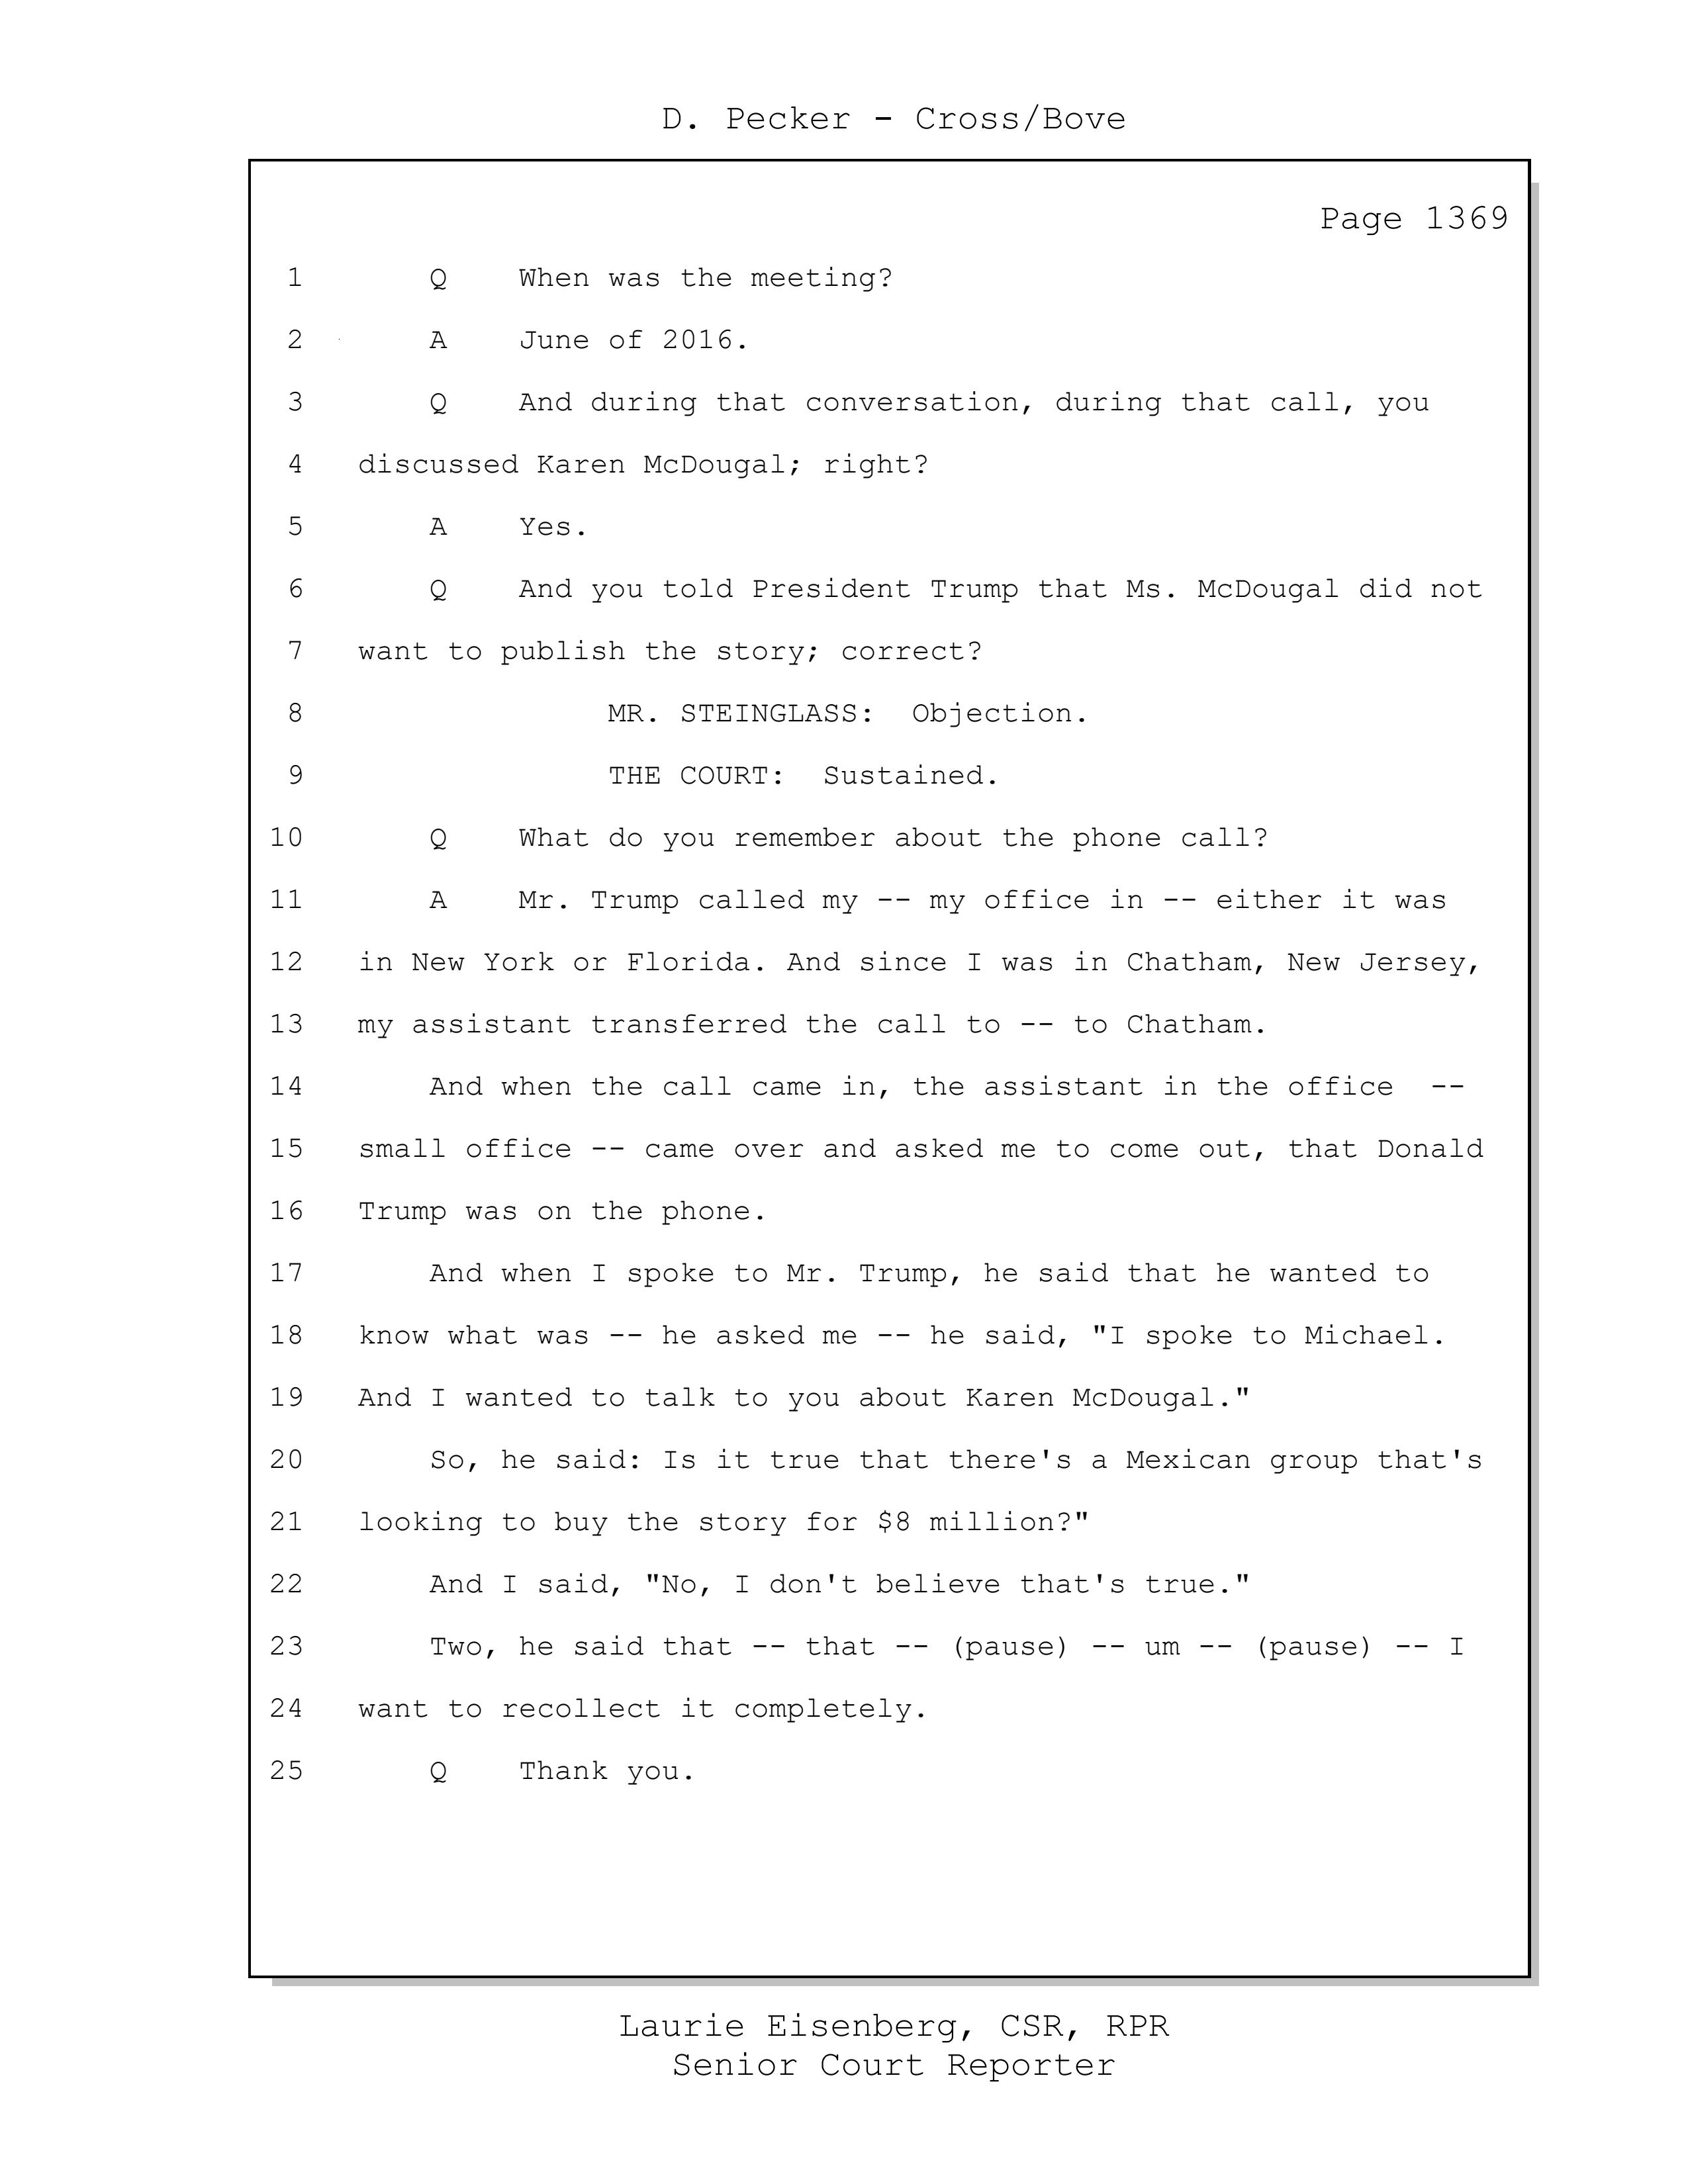 D. Pecker - Cross/Bove
Page 1369
1 Q When was the meeting?
2 A June of 2016.
3 Q And during that conversation, during that call, you
4 discussed Karen McDougal; right?
5 A Yes.
6 Q And you told President Trump that Ms. McDougal did not
7 want to publish the story; correct?
8 MR. STEINGLASS: Objection.
9 THE COURT: Sustained.
10 Q What do you remember about the phone call?
11 A Mr. Trump called my -- my office in -- either it was
12 in New York or Florida. And since I was in Chatham, New Jersey,
13 my assistant transferred the call to -- to Chatham.
14 And when the call came in, the assistant in the office --
15 small office -- came over and asked me to come out, that Donald
16 Trump was on the phone.
17 And when I spoke to Mr. Trump, he said that he wanted to
18 know what was -- he asked me -- he said, "I spoke to Michael.
19 And I wanted to talk to you about Karen McDougal."
20 So, he said: Is it true that there's a Mexican group that's
21 looking to buy the story for $8 million?"
22 And I said, "No, I don't believe that's true."
23 Two, he said that -- that -- (pause) -- um -- (pause) -- I
24 want to recollect it completely.
25 Q Thank you.
Laurie Eisenberg, CSR, RPR
Senior Court Reporter